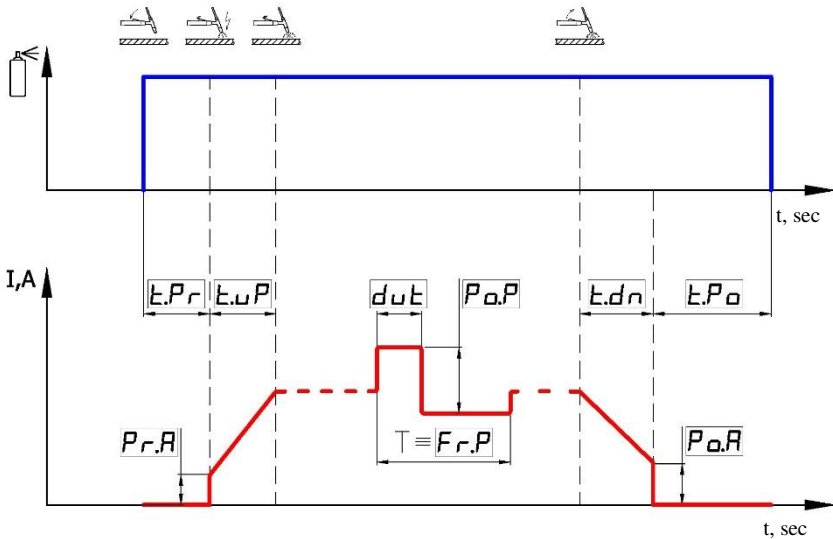 t, sec
I,A
t.Pr t.uP dut Po.P t.dn t.Po
Pr.A T ≡ Fr.P Po.A
t, sec